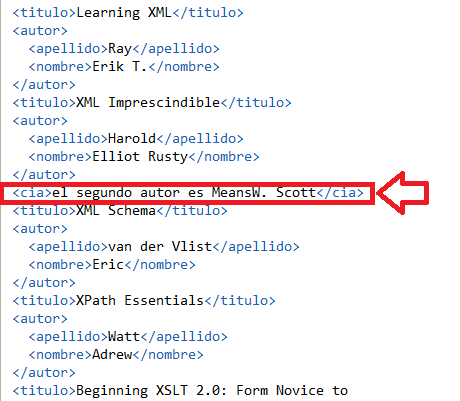 <titulo>Learning XML</titulo>
<autor>
<apellido>Ray</apellido>
<nombre>Erik T.</nombre>
</autor>
<titulo>XML Imprescindible</titulo>
<autor>
<apellido>Harold</apellido>
<nombre>Elliot Rusty</nombre>
</autor>
<cia>el segundo autor es MeansW. Scott</cia>
<titulo>XML Schema</titulo>
<autor>
<apellido>van der Vlist</apellido>
<nombre>Eric</nombre>
</autor>
<titulo>XPath Essentials</titulo>
<autor>
<apellido>Watt</apellido>
<nombre>Adrew</nombre>
</autor>
<titulo>Beginning XSLT 2.0: Form Novice to